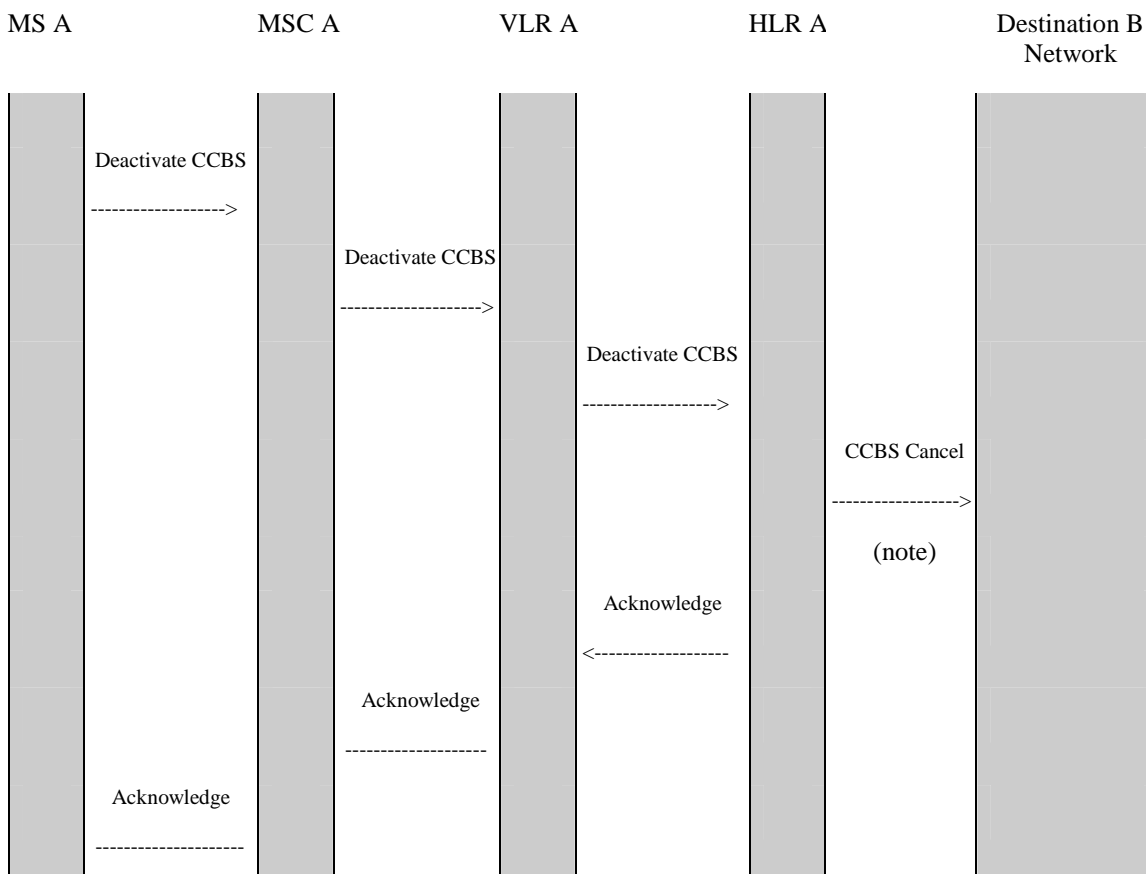 MS A
MSC A
VLR A
HLR A
Destination B
Network
Deactivate CCBS
------------------->
Deactivate CCBS
-------------------->
Deactivate CCBS
------------------->
CCBS Cancel
------------------>
(note)
Acknowledge
<-------------------
Acknowledge
--------------------
Acknowledge
---------------------